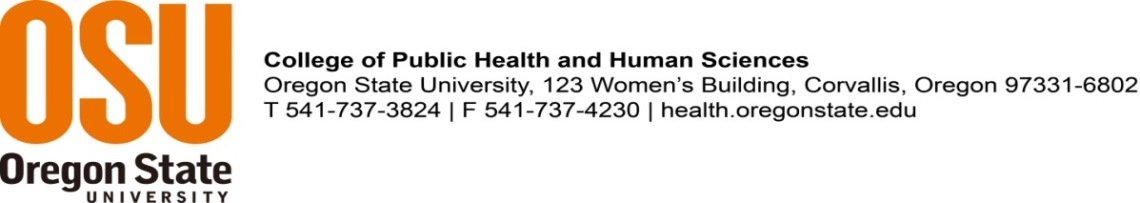 OSU
Oregon State
UNIVERSITY
College of Public Health and Human Sciences
Oregon State University, 123 Women’s Building, Corvallis, Oregon 97331-6802
T 541-737-3824 | F 541-737-4230 | health.oregonstate.edu